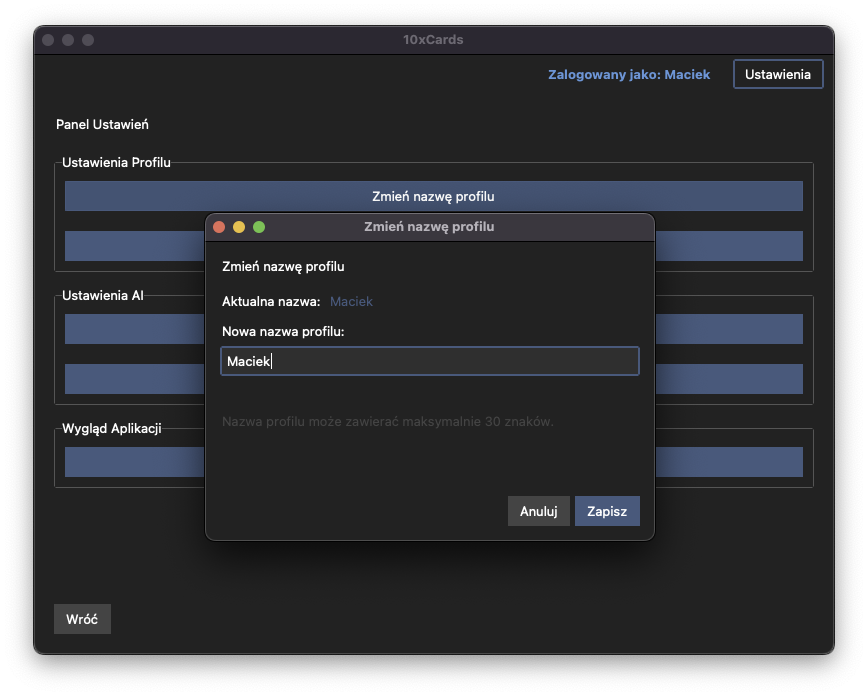 10xCards
Zalogowany jako: Maciek
Ustawienia
Panel Ustawień
Ustawienia Profilu
Zmień nazwę profilu
Zmień nazwę profilu
Zmień nazwę profilu
Aktualna nazwa: Maciek
Nowa nazwa profilu:
Maciek
Nazwa profilu może zawierać maksymalnie 30 znaków.
Anuluj
Zapisz
Ustawienia AI
Wygląd Aplikacji
Wróć